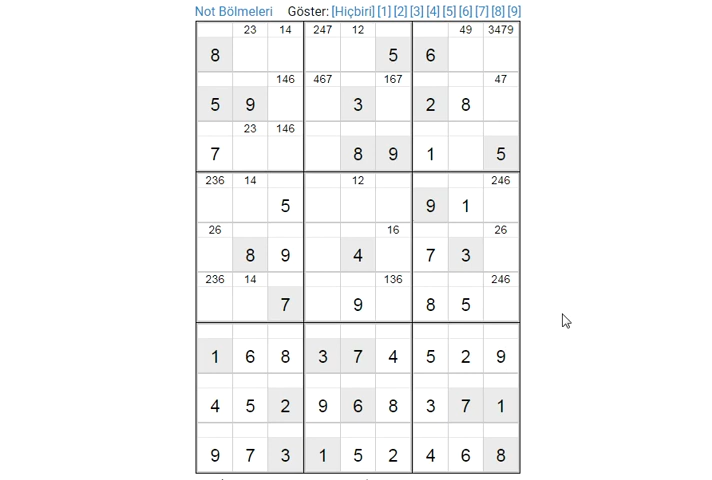 Not Bölmeleri Göster: [Hiçbiri] [1] [2] [3] [4] [5] [6] [7] [8] [9]
23 14 247 12 49 3479
8 5 6
146 467 167 47
5 9 3 2 8
23 146
7 8 9 1 5
236 14 12 246
5 9 1
26 16 26
8 9 4 7 3
236 14 136 246
7 9 8 5
1 6 8 3 7 4 5 2 9
4 5 2 9 6 8 3 7 1
9 7 3 1 5 2 4 6 8